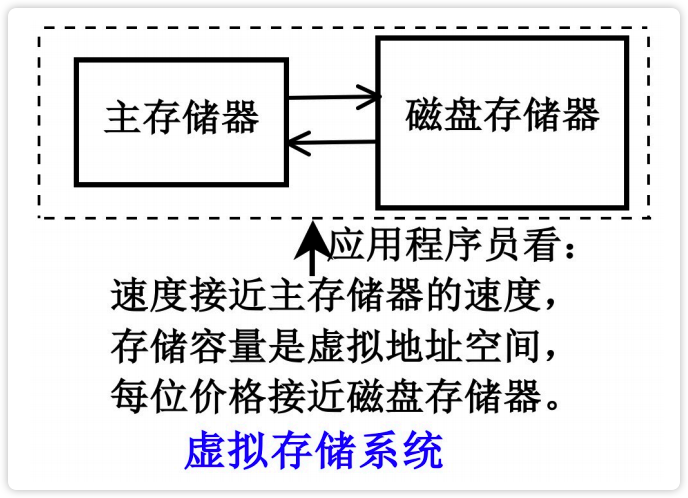 主存储器
磁盘存储器
应用程序员看：
速度接近主存储器的速度，
存储容量是虚拟地址空间，
每位价格接近磁盘存储器。
虚拟存储系统